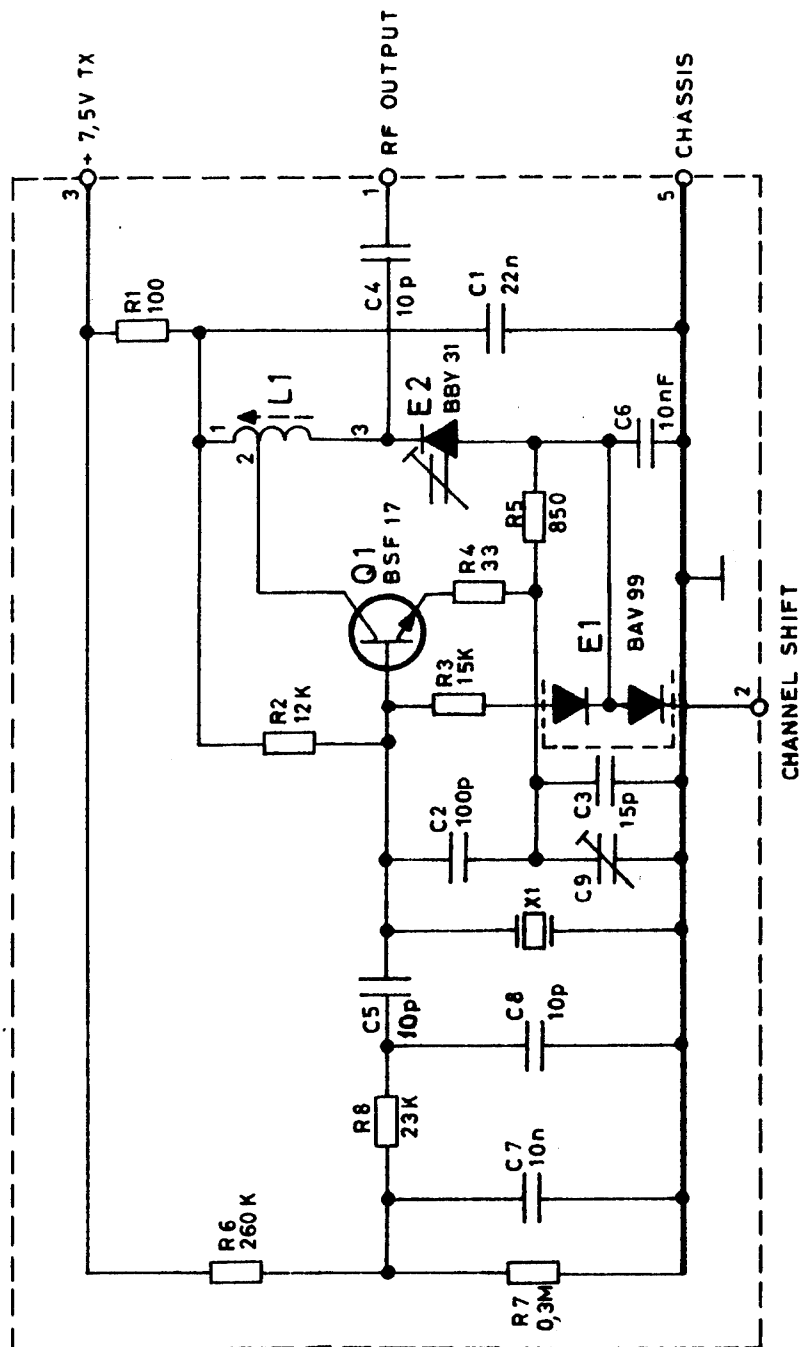 + 7,5V TX
3
RF OUTPUT
1
CHASSIS
5
R1
100
C4
10p
C1
22n
1
L1
2
3
E2
BBY 31
C6
10nF
R5
850
Q1
BSF 17
R4
33
E1
BAV 99
R3
15K
R2
12K
2
CHANNEL SHIFT
C2
100p
C3
15p
C9
X1
C5
10p
C8
10p
R8
23K
C7
10n
R6
260K
R7
0,3M